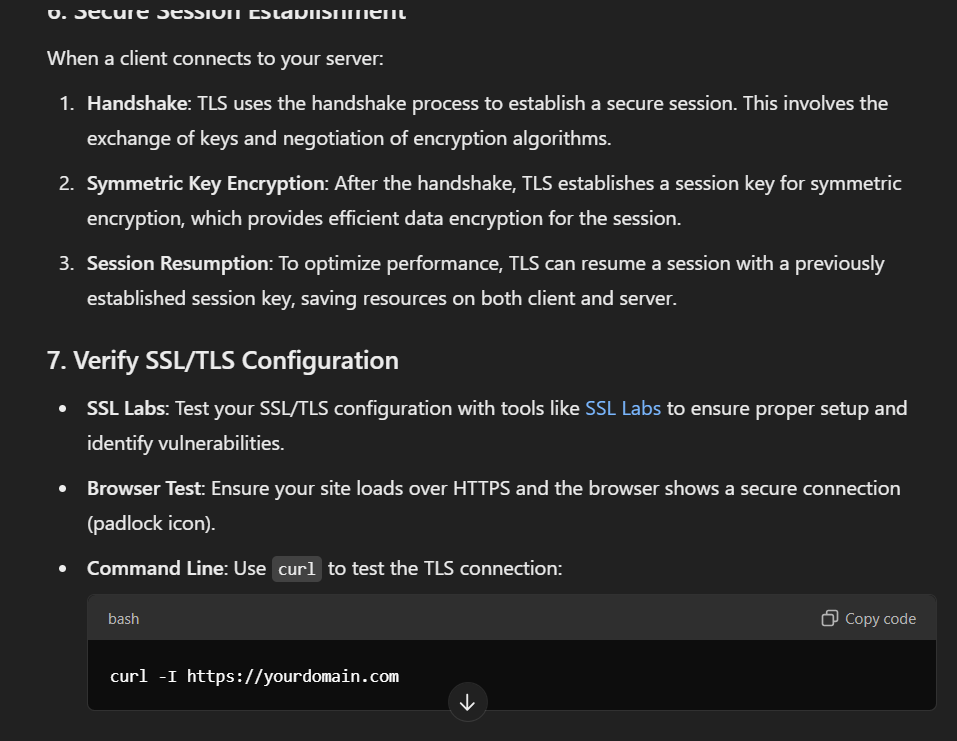 6. Secure Session Establishment
When a client connects to your server:
1. Handshake: TLS uses the handshake process to establish a secure session. This involves the
exchange of keys and negotiation of encryption algorithms.
2. Symmetric Key Encryption: After the handshake, TLS establishes a session key for symmetric
encryption, which provides efficient data encryption for the session.
3. Session Resumption: To optimize performance, TLS can resume a session with a previously
established session key, saving resources on both client and server.
7. Verify SSL/TLS Configuration
• SSL Labs: Test your SSL/TLS configuration with tools like SSL Labs to ensure proper setup and
identify vulnerabilities.
• Browser Test: Ensure your site loads over HTTPS and the browser shows a secure connection
(padlock icon).
• Command Line: Use curl to test the TLS connection:
bash Copy code
curl -I https://yourdomain.com